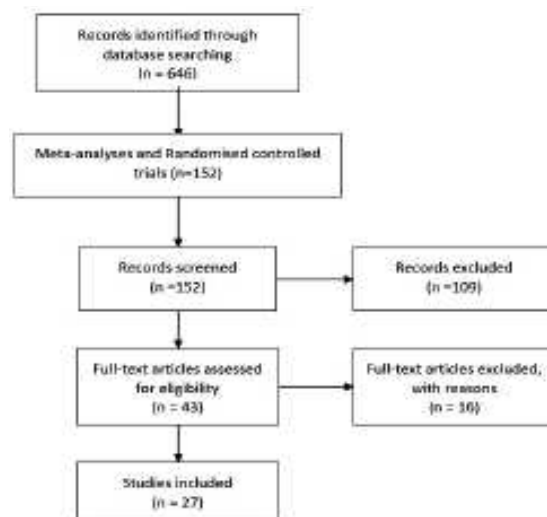 Records identified through
database searching
(n = 646)
Meta-analyses and Randomised controlled
trials (n=152)
Records screened
(n =152)
Records excluded
(n =109)
Full-text articles assessed
for eligibility
(n = 43)
Full-text articles excluded,
with reasons
(n = 16)
Studies included
(n = 27)